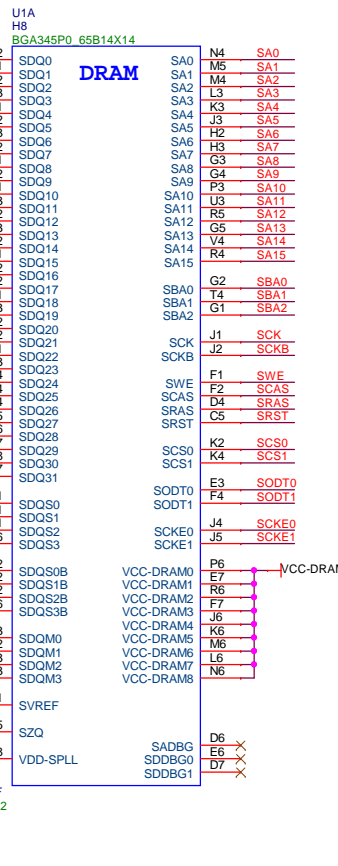 U1A
H8
BGA345P0_65B14X14
DRAM
SDQ0 SA0 N4 SA0
SDQ1 SA1 M5 SA1
SDQ2 SA2 M4 SA2
SDQ3 SA3 L3 SA3
SDQ4 SA4 K3 SA4
SDQ5 SA5 J3 SA5
SDQ6 SA6 H2 SA6
SDQ7 SA7 H3 SA7
SDQ8 SA8 G3 SA8
SDQ9 SA9 G4 SA9
SDQ10 SA10 P3 SA10
SDQ11 SA11 U3 SA11
SDQ12 SA12 R5 SA12
SDQ13 SA13 G5 SA13
SDQ14 SA14 V4 SA14
SDQ15 SA15 R4 SA15
SDQ16
SDQ17 SBA0 G2 SBA0
SDQ18 SBA1 T4 SBA1
SDQ19 SBA2 G1 SBA2
SDQ20
SDQ21 SCK J1 SCK
SDQ22 SCKB J2 SCKB
SDQ23
SDQ24 SWE F1 SWE
SDQ25 SCAS F2 SCAS
SDQ26 SRAS D4 SRAS
SDQ27 SRST C5 SRST
SDQ28
SDQ29 SCS0 K2 SCS0
SDQ30 SCS1 K4 SCS1
SDQ31
SODT0 E3 SODT0
SDQS0 SODT1 F4 SODT1
SDQS1
SDQS2 SCKE0 J4 SCKE0
SDQS3 SCKE1 J5 SCKE1
SDQS0B VCC-DRAM0 P6 VCC-DRAM
SDQS1B VCC-DRAM1 E7
SDQS2B VCC-DRAM2 R6
SDQS3B VCC-DRAM3 F7
VCC-DRAM4 J6
SDQM0 VCC-DRAM5 K6
SDQM1 VCC-DRAM6 M6
SDQM2 VCC-DRAM7 L6
SDQM3 VCC-DRAM8 N6
SVREF
SZQ
SADBG D6
VDD-SPLL SDDBG0 E6
SDDBG1 D7